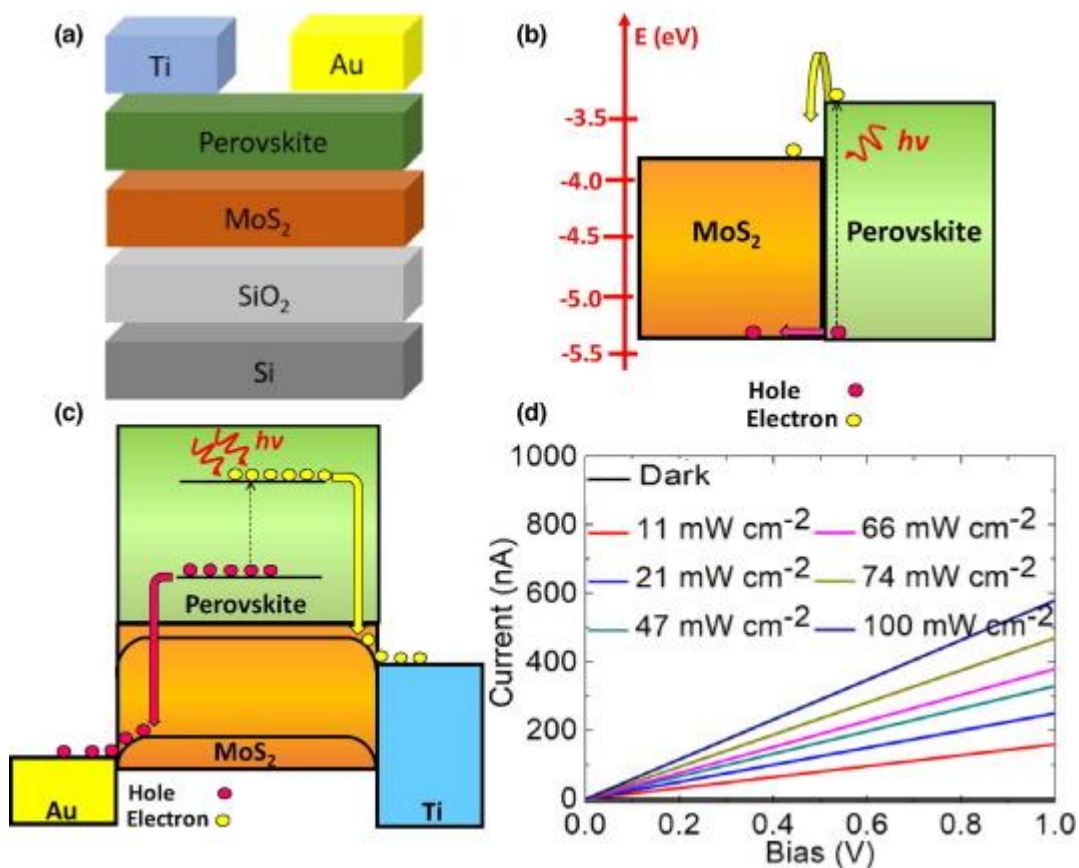 (a)
Ti
Au
Perovskite
MoS₂
SiO₂
Si
(b)
E (eV)
-3.5
-4.0
-4.5
-5.0
-5.5
hν
MoS₂
Perovskite
Hole
Electron
(c)
hν
Perovskite
MoS₂
Au
Ti
Hole
Electron
(d)
1000
800
600
400
200
0
Current (nA)
Dark
11 mW cm⁻²
66 mW cm⁻²
21 mW cm⁻²
74 mW cm⁻²
47 mW cm⁻²
100 mW cm⁻²
0.0
0.2
0.4
0.6
0.8
1.0
Bias (V)